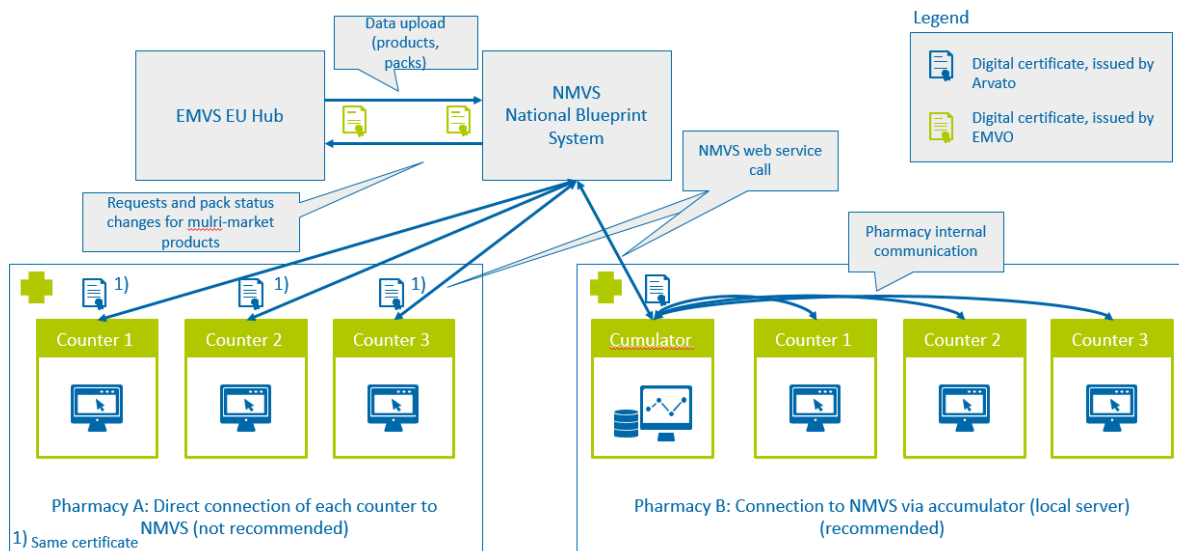 Data upload
(products,
packs)
Legend
EMVS EU Hub
NMVS
National Blueprint
System
Digital certificate, issued by
Arvato
Digital certificate, issued by
EMVO
NMVS web service
call
Requests and pack status
changes for mulri-market
products
Pharmacy internal
communication
1)
1)
1)
Counter 1
Counter 2
Counter 3
Cumulator
Counter 1
Counter 2
Counter 3
Pharmacy A: Direct connection of each counter to
NMVS (not recommended)
1) Same certificate
Pharmacy B: Connection to NMVS via accumulator (local server)
(recommended)